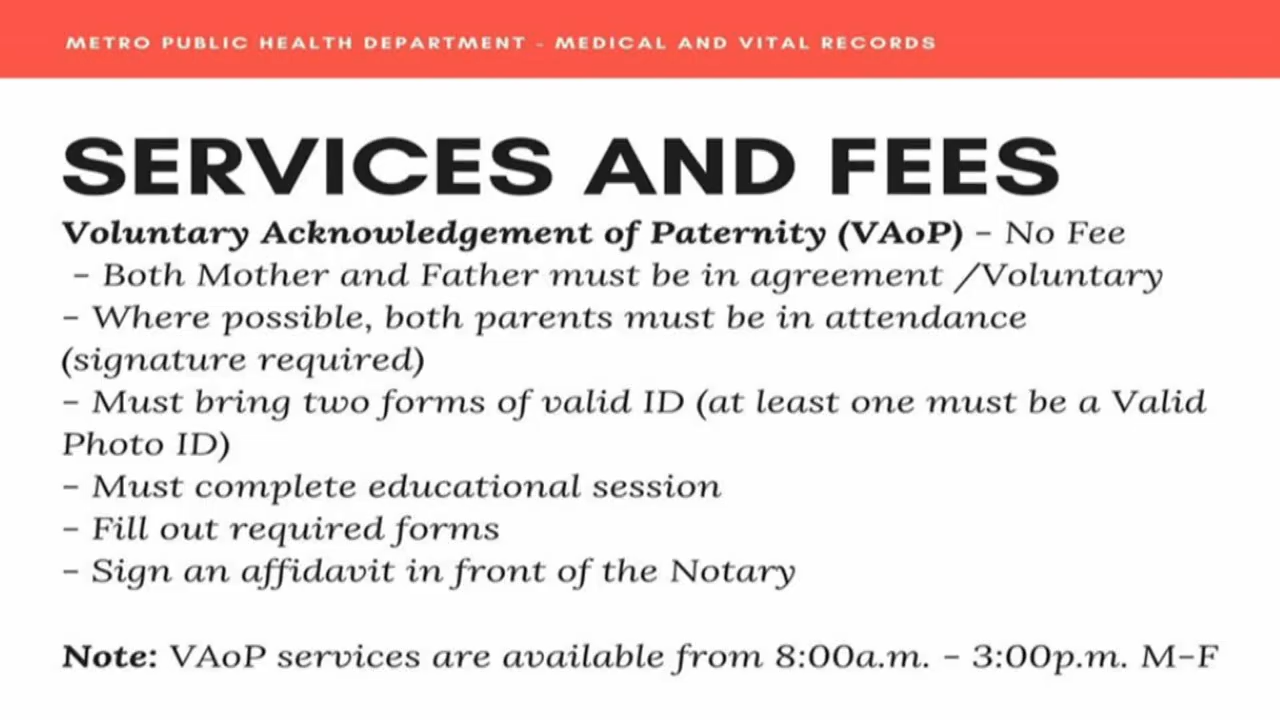 METRO PUBLIC HEALTH DEPARTMENT - MEDICAL AND VITAL RECORDS
SERVICES AND FEES
Voluntary Acknowledgement of Paternity (VAoP) – No Fee
– Both Mother and Father must be in agreement /Voluntary
– Where possible, both parents must be in attendance
(signature required)
– Must bring two forms of valid ID (at least one must be a Valid
Photo ID)
– Must complete educational session
– Fill out required forms
– Sign an affidavit in front of the Notary
Note: VAoP services are available from 8:00a.m. – 3:00p.m. M–F